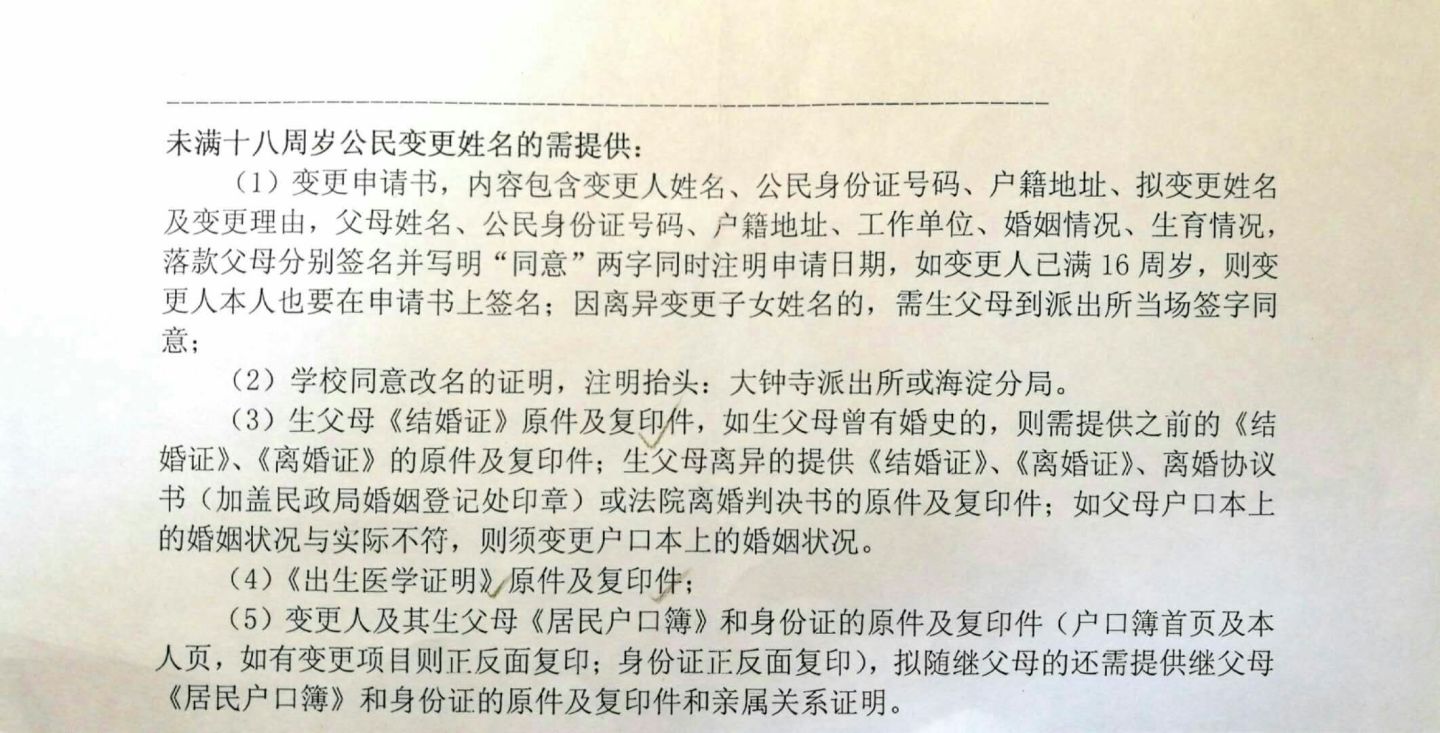 未满十八周岁公民变更姓名的需提供：
（1）变更申请书，内容包含变更人姓名、公民身份证号码、户籍地址、拟变更姓名
及变更理由，父母姓名、公民身份证号码、户籍地址、工作单位、婚姻情况、生育情况，
落款父母分别签名并写明“同意”两字同时注明申请日期，如变更人已满 16 周岁，则变
更人本人也要在申请书上签名；因离异变更子女姓名的，需生父母到派出所当场签字同
意；
（2）学校同意改名的证明，注明抬头：大钟寺派出所或海淀分局。
（3）生父母《结婚证》原件及复印件，如生父母曾有婚史的，则需提供之前的《结
婚证》、《离婚证》的原件及复印件；生父母离异的提供《结婚证》、《离婚证》、离婚协议
书（加盖民政局婚姻登记处印章）或法院离婚判决书的原件及复印件；如父母户口本上
的婚姻状况与实际不符，则须变更户口本上的婚姻状况。
（4）《出生医学证明》原件及复印件；
（5）变更人及其生父母《居民户口簿》和身份证的原件及复印件（户口簿首页及本
人页，如有变更项目则正反面复印；身份证正反面复印），拟随继父母的还需提供继父母
《居民户口簿》和身份证的原件及复印件和亲属关系证明。